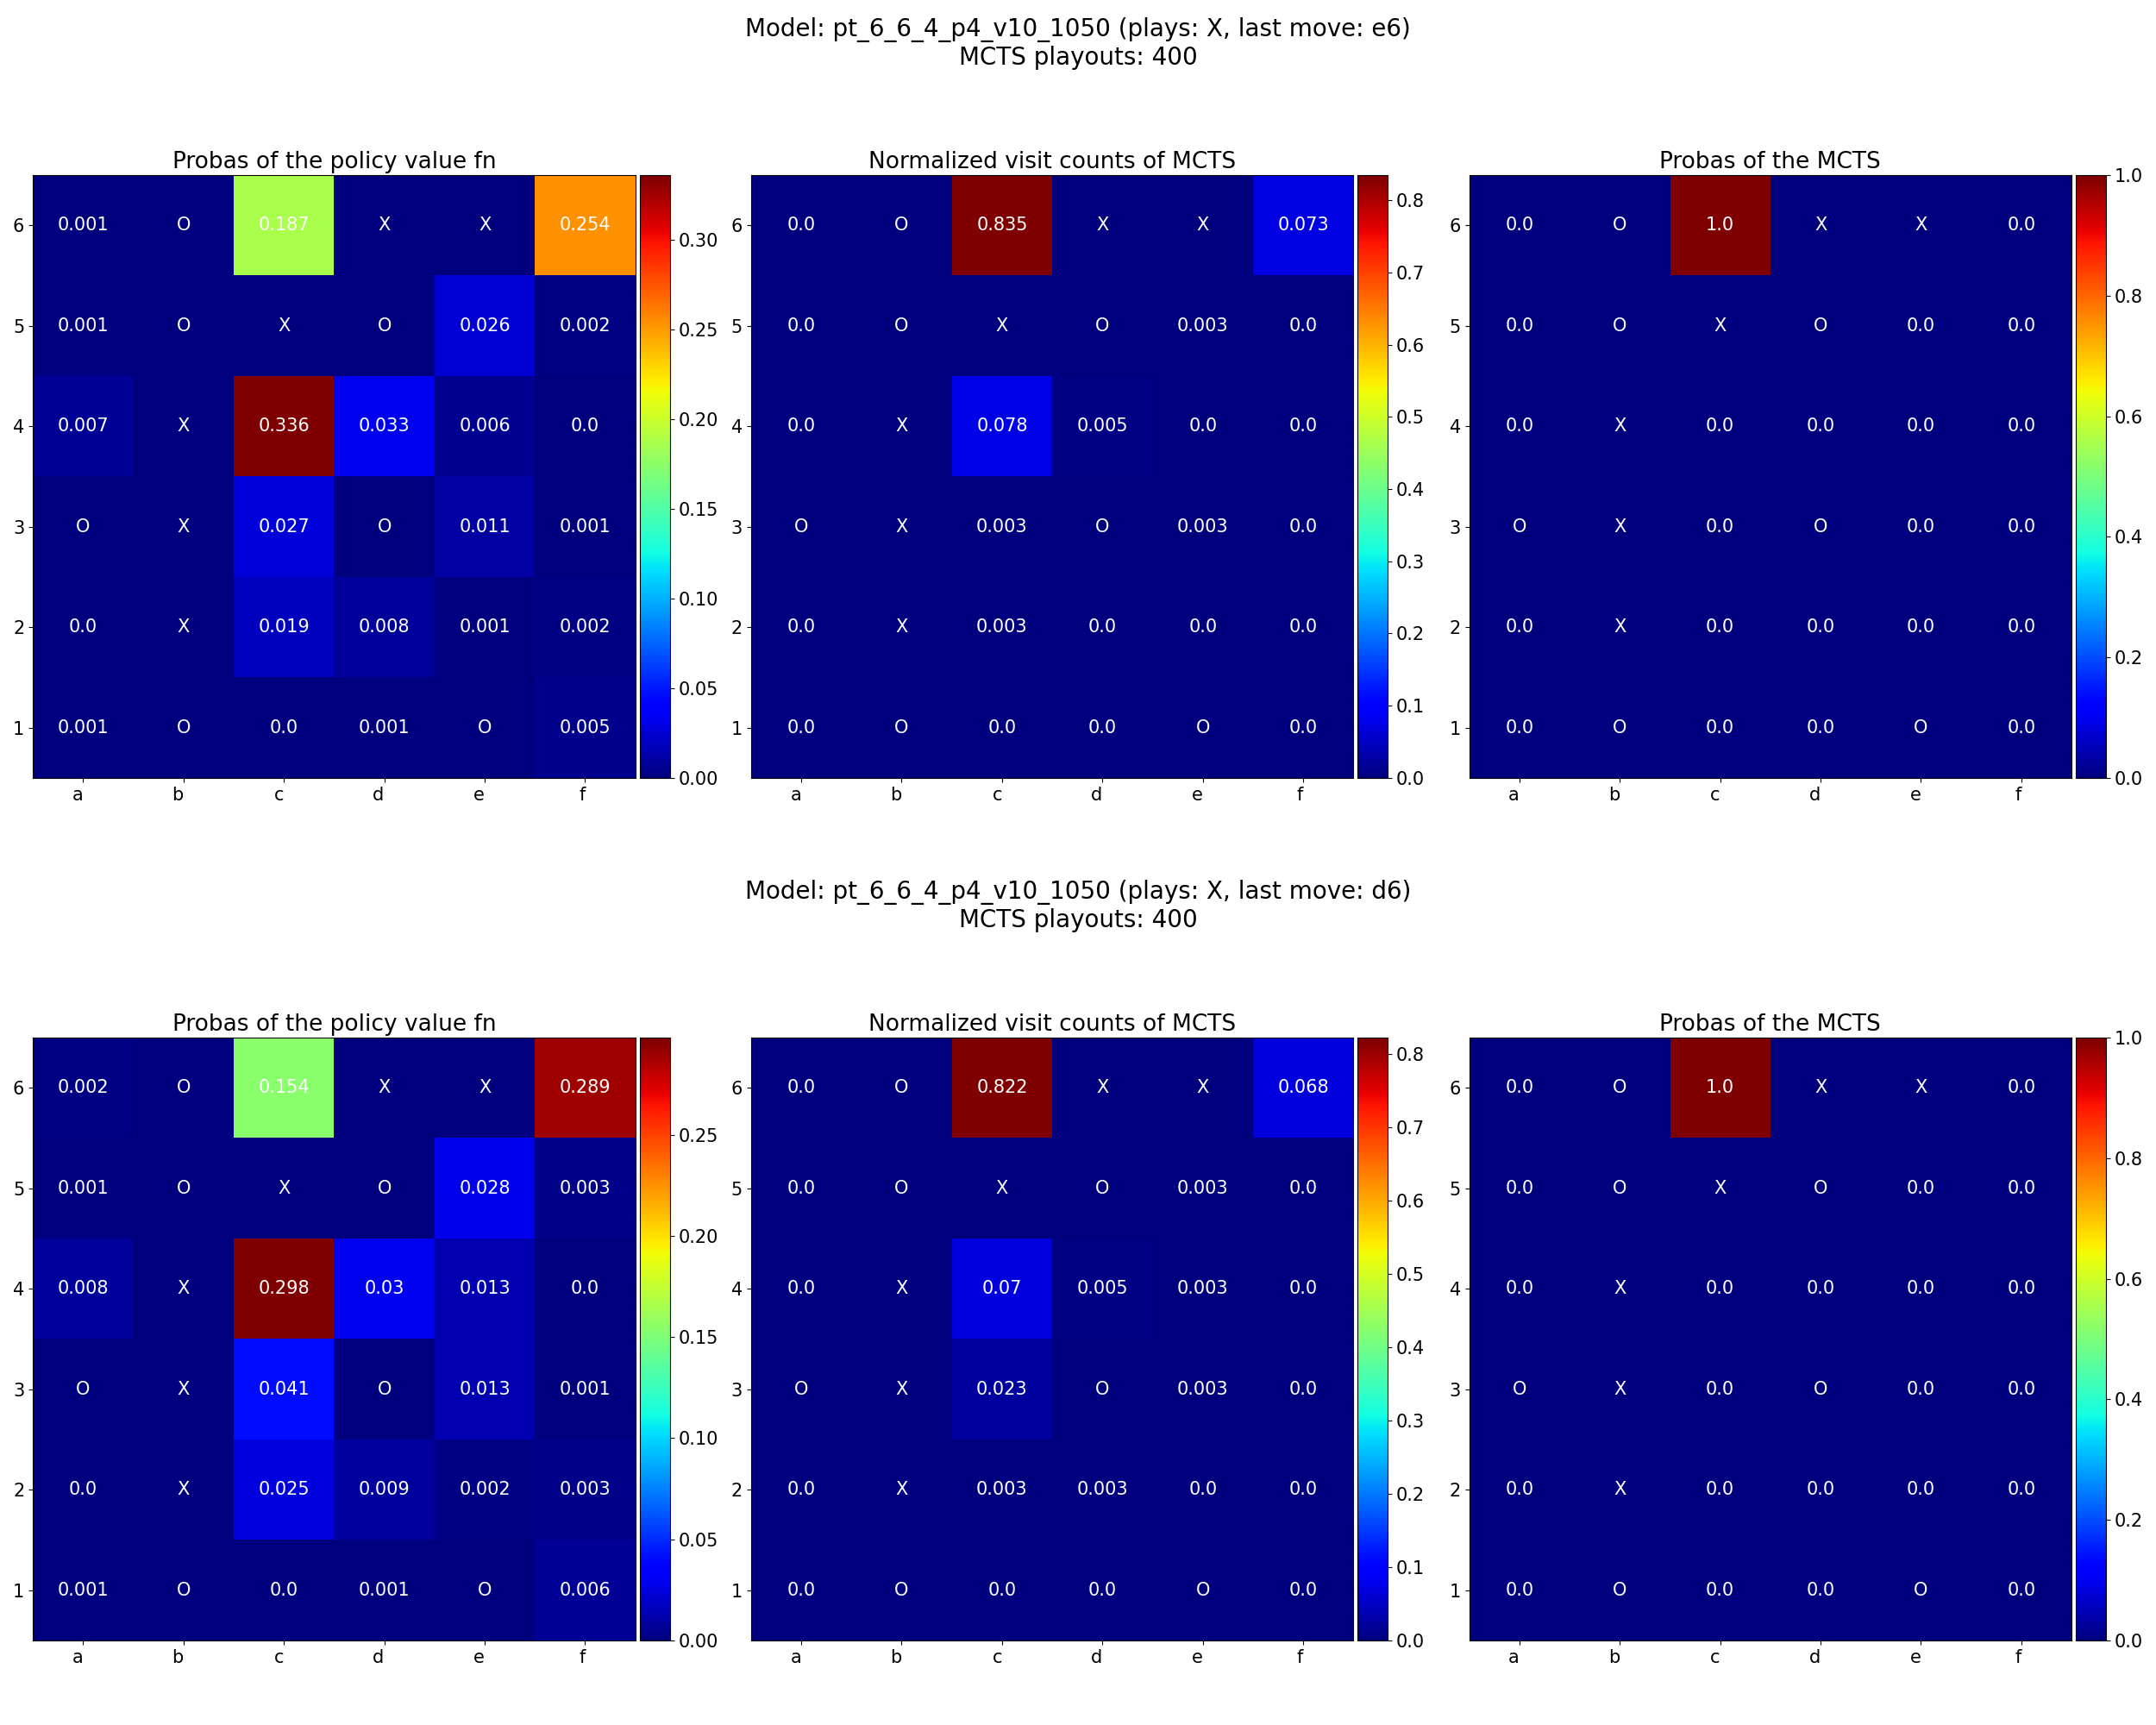 Model: pt_6_6_4_p4_v10_1050 (plays: X, last move: e6)
MCTS playouts: 400
Probas of the policy value fn
Normalized visit counts of MCTS
Probas of the MCTS
6 0.001 O 0.187 X X 0.254
5 0.001 O X O 0.026 0.002
4 0.007 X 0.336 0.033 0.006 0.0
3 O X 0.027 O 0.011 0.001
2 0.0 X 0.019 0.008 0.001 0.002
1 0.001 O 0.0 0.001 O 0.005
a b c d e f
0.30
0.25
0.20
0.15
0.10
0.05
0.00
6 0.0 O 0.835 X X 0.073
5 0.0 O X O 0.003 0.0
4 0.0 X 0.078 0.005 0.0 0.0
3 O X 0.003 O 0.003 0.0
2 0.0 X 0.003 0.0 0.0 0.0
1 0.0 O 0.0 0.0 O 0.0
a b c d e f
0.8
0.7
0.6
0.5
0.4
0.3
0.2
0.1
0.0
6 0.0 O 1.0 X X 0.0
5 0.0 O X O 0.0 0.0
4 0.0 X 0.0 0.0 0.0 0.0
3 O X 0.0 O 0.0 0.0
2 0.0 X 0.0 0.0 0.0 0.0
1 0.0 O 0.0 0.0 O 0.0
a b c d e f
1.0
0.8
0.6
0.4
0.2
0.0
Model: pt_6_6_4_p4_v10_1050 (plays: X, last move: d6)
MCTS playouts: 400
Probas of the policy value fn
Normalized visit counts of MCTS
Probas of the MCTS
6 0.002 O 0.154 X X 0.289
5 0.001 O X O 0.028 0.003
4 0.008 X 0.298 0.03 0.013 0.0
3 O X 0.041 O 0.013 0.001
2 0.0 X 0.025 0.009 0.002 0.003
1 0.001 O 0.0 0.001 O 0.006
a b c d e f
0.25
0.20
0.15
0.10
0.05
0.00
6 0.0 O 0.822 X X 0.068
5 0.0 O X O 0.003 0.0
4 0.0 X 0.07 0.005 0.003 0.0
3 O X 0.023 O 0.003 0.0
2 0.0 X 0.003 0.003 0.0 0.0
1 0.0 O 0.0 0.0 O 0.0
a b c d e f
0.8
0.7
0.6
0.5
0.4
0.3
0.2
0.1
0.0
6 0.0 O 1.0 X X 0.0
5 0.0 O X O 0.0 0.0
4 0.0 X 0.0 0.0 0.0 0.0
3 O X 0.0 O 0.0 0.0
2 0.0 X 0.0 0.0 0.0 0.0
1 0.0 O 0.0 0.0 O 0.0
a b c d e f
1.0
0.8
0.6
0.4
0.2
0.0